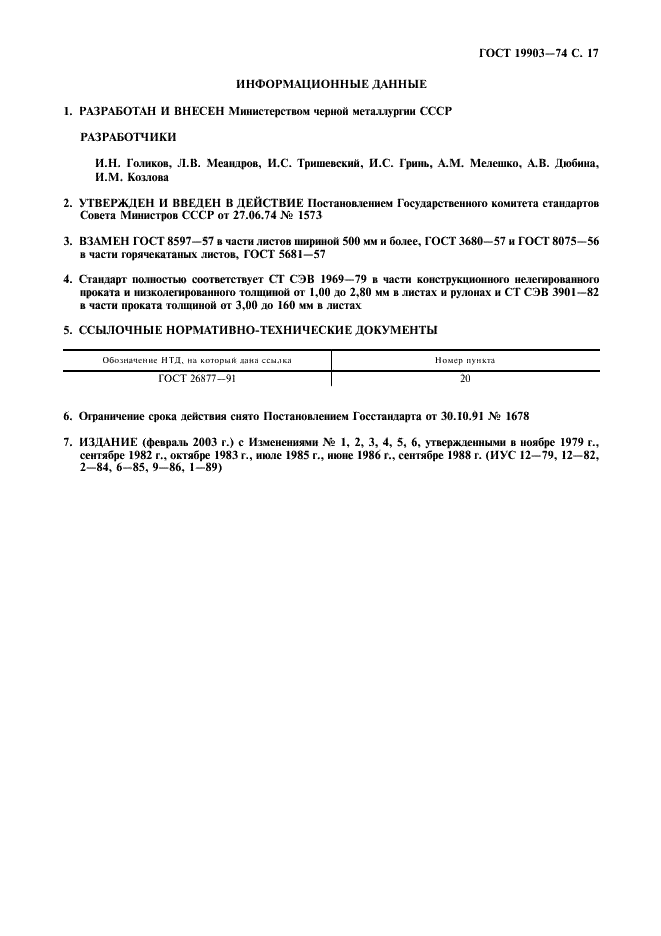 ГОСТ 19903—74 С. 17
ИНФОРМАЦИОННЫЕ ДАННЫЕ
1. РАЗРАБОТАН И ВНЕСЕН Министерством черной металлургии СССР
РАЗРАБОТЧИКИ
И.Н. Голиков, Л.В. Меандров, И.С. Тришевский, И.С. Гринь, А.М. Мелешко, А.В. Дюбина,
И.М. Козлова
2. УТВЕРЖДЕН И ВВЕДЕН В ДЕЙСТВИЕ Постановлением Государственного комитета стандартов
Совета Министров СССР от 27.06.74 № 1573
3. ВЗАМЕН ГОСТ 8597—57 в части листов шириной 500 мм и более, ГОСТ 3680—57 и ГОСТ 8075—56
в части горячекатаных листов, ГОСТ 5681—57
4. Стандарт полностью соответствует СТ СЭВ 1969—79 в части конструкционного нелегированного
проката и низколегированного толщиной от 1,00 до 2,80 мм в листах и рулонах и СТ СЭВ 3901—82
в части проката толщиной от 3,00 до 160 мм в листах
5. ССЫЛОЧНЫЕ НОРМАТИВНО-ТЕХНИЧЕСКИЕ ДОКУМЕНТЫ
Обозначение НТД, на который дана ссылка Номер пункта
ГОСТ 26877—91 20
6. Ограничение срока действия снято Постановлением Госстандарта от 30.10.91 № 1678
7. ИЗДАНИЕ (февраль 2003 г.) с Изменениями № 1, 2, 3, 4, 5, 6, утвержденными в ноябре 1979 г.,
сентябре 1982 г., октябре 1983 г., июле 1985 г., июне 1986 г., сентябре 1988 г. (ИУС 12—79, 12—82,
2—84, 6—85, 9—86, 1—89)